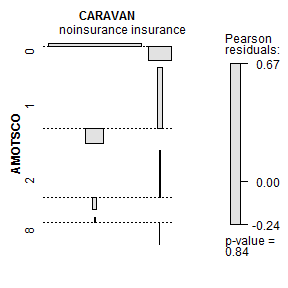 CARAVAN
noinsurance insurance
AMOTSCO
0
1
2
8
Pearson
residuals:
0.67
0.00
-0.24
p-value =
0.84